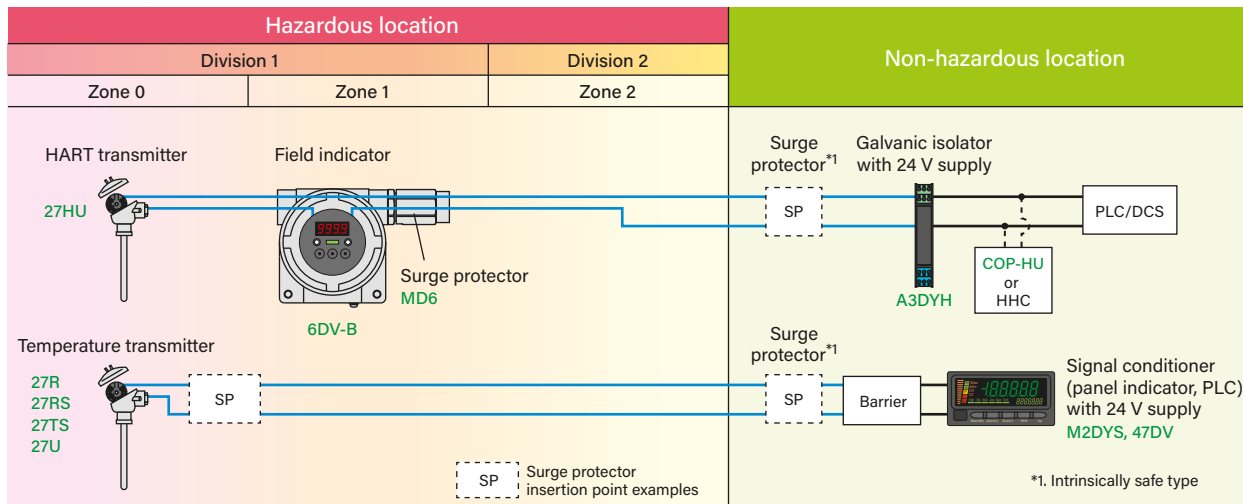 Hazardous location
Non-hazardous location
Division 1
Division 2
Zone 0
Zone 1
Zone 2
HART transmitter
27HU
Field indicator
9999
Surge protector
MD6
6DV-B
Surge
protector*1
SP
Galvanic isolator
with 24 V supply
A3DYH
PLC/DCS
COP-HU
or
HHC
Temperature transmitter
27R
27RS
27TS
27U
SP
Surge
protector*1
SP
Barrier
Signal conditioner
(panel indicator, PLC)
with 24 V supply
M2DYS, 47DV
SP
Surge protector
insertion point examples
*1. Intrinsically safe type